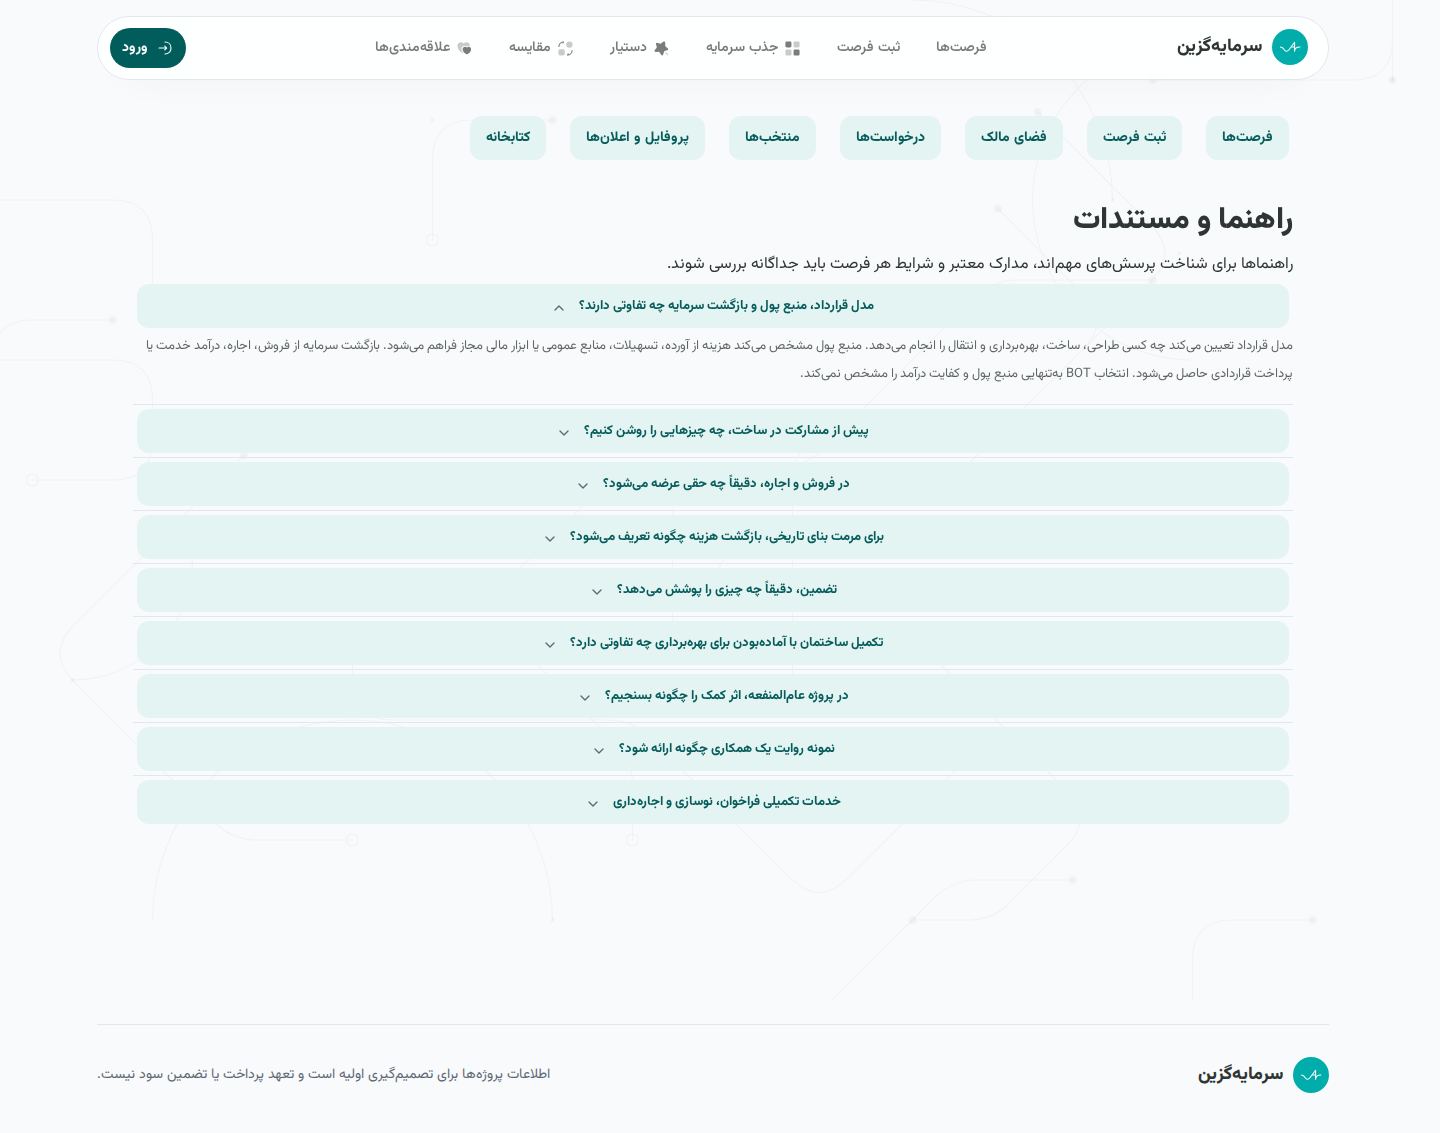 سرمایه‌گزین
فرصت‌ها
ثبت فرصت
جذب سرمایه
دستیار
مقایسه
علاقه‌مندی‌ها
ورود
فرصت‌ها
ثبت فرصت
فضای مالک
درخواست‌ها
منتخب‌ها
پروفایل و اعلان‌ها
کتابخانه
راهنما و مستندات
راهنماها برای شناخت پرسش‌های مهم‌اند، مدارک معتبر و شرایط هر فرصت باید جداگانه بررسی شوند.
مدل قرارداد، منبع پول و بازگشت سرمایه چه تفاوتی دارند؟
مدل قرارداد تعیین می‌کند چه کسی طراحی، ساخت، بهره‌برداری و انتقال را انجام می‌دهد. منبع پول مشخص می‌کند هزینه از آورده، تسهیلات، منابع عمومی یا ابزار مالی مجاز فراهم می‌شود. بازگشت سرمایه از فروش، اجاره، درآمد خدمت یا
پرداخت قراردادی حاصل می‌شود. انتخاب BOT به‌تنهایی منبع پول و کفایت درآمد را مشخص نمی‌کند.
پیش از مشارکت در ساخت، چه چیزهایی را روشن کنیم؟
در فروش و اجاره، دقیقاً چه حقی عرضه می‌شود؟
برای مرمت بنای تاریخی، بازگشت هزینه چگونه تعریف می‌شود؟
تضمین، دقیقاً چه چیزی را پوشش می‌دهد؟
تکمیل ساختمان با آماده‌بودن برای بهره‌برداری چه تفاوتی دارد؟
در پروژه عام‌المنفعه، اثر کمک را چگونه بسنجیم؟
نمونه روایت یک همکاری چگونه ارائه شود؟
خدمات تکمیلی فراخوان، نوسازی و اجاره‌داری
سرمایه‌گزین
اطلاعات پروژه‌ها برای تصمیم‌گیری اولیه است و تعهد پرداخت یا تضمین سود نیست.